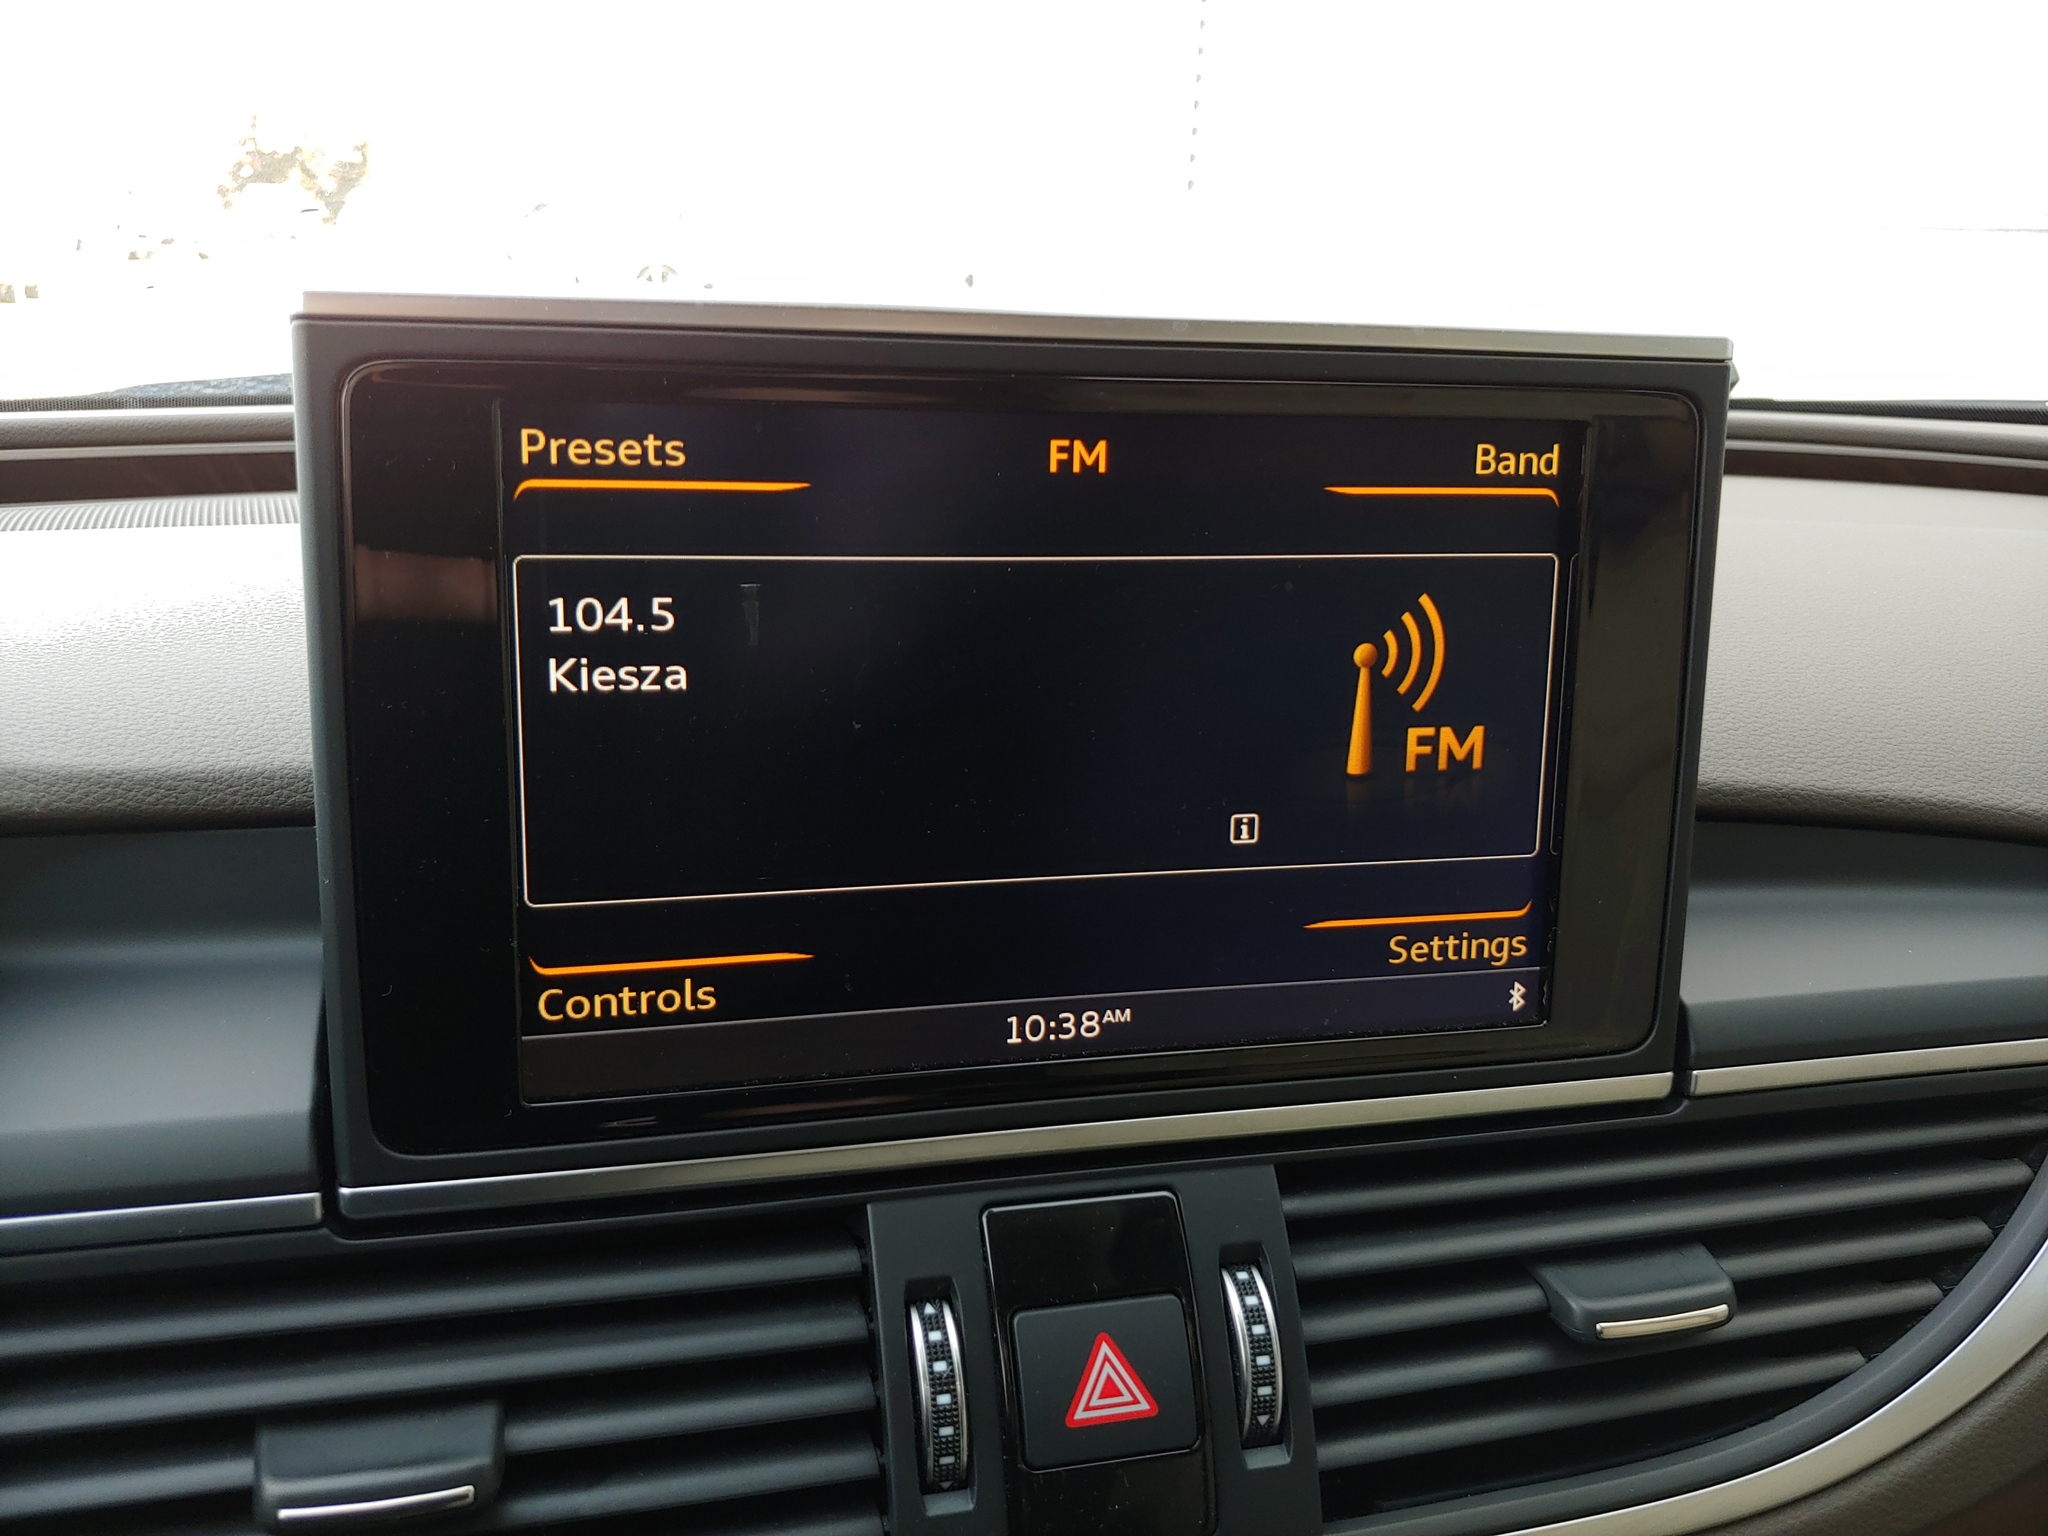 Presets
FM
Band
104.5
Kiesza
FM
i
Settings
Controls
10:38AM